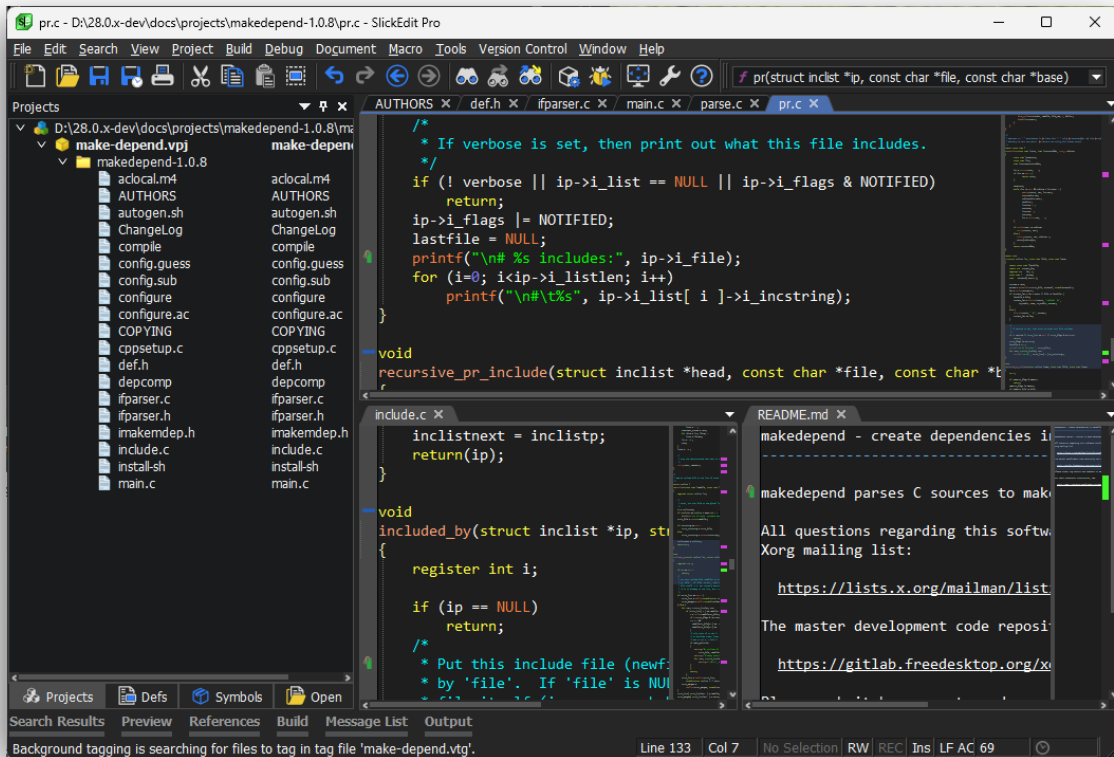 pr.c - D:\28.0.x-dev\docs\projects\makedepend-1.0.8\pr.c - SlickEdit Pro
File Edit Search View Project Build Debug Document Macro Tools Version Control Window Help
pr(struct inclist *ip, const char *file, const char *base)
Projects
D:\28.0.x-dev\docs\projects\makedepend-1.0.8\ma
make-depend.vpj make-depend
makedepend-1.0.8
aclocal.m4 aclocal.m4
AUTHORS AUTHORS
autogen.sh autogen.sh
ChangeLog ChangeLog
compile compile
config.guess config.guess
config.sub config.sub
configure configure
configure.ac configure.ac
COPYING COPYING
cppsetup.c cppsetup.c
def.h def.h
depcomp depcomp
ifparser.c ifparser.c
ifparser.h ifparser.h
imakemdep.h imakemdep.h
include.c include.c
install-sh install-sh
main.c main.c
Projects Defs Symbols Open
AUTHORS def.h ifparser.c main.c parse.c pr.c
/*
* If verbose is set, then print out what this file includes.
*/
if (! verbose || ip->i_list == NULL || ip->i_flags & NOTIFIED)
return;
ip->i_flags |= NOTIFIED;
lastfile = NULL;
printf("\n# %s includes:", ip->i_file);
for (i=0; i<ip->i_listlen; i++)
printf("\n#\t%s", ip->i_list[ i ]->i_incstring);
}
void
recursive_pr_include(struct inclist *head, const char *file, const char *b
{
include.c
inclistnext = inclistp;
return(ip);
}
void
included_by(struct inclist *ip, str
{
register int i;
if (ip == NULL)
return;
/*
* Put this include file (newfi
* by 'file'. If 'file' is NUL
README.md
makedepend - create dependencies in
-----------------------------------
makedepend parses C sources to make
All questions regarding this softwa
Xorg mailing list:
https://lists.x.org/mailman/listi
The master development code reposit
https://gitlab.freedesktop.org/xo
Search Results Preview References Build Message List Output
Background tagging is searching for files to tag in tag file 'make-depend.vtg'.
Line 133 Col 7 No Selection RW REC Ins LF AC 69